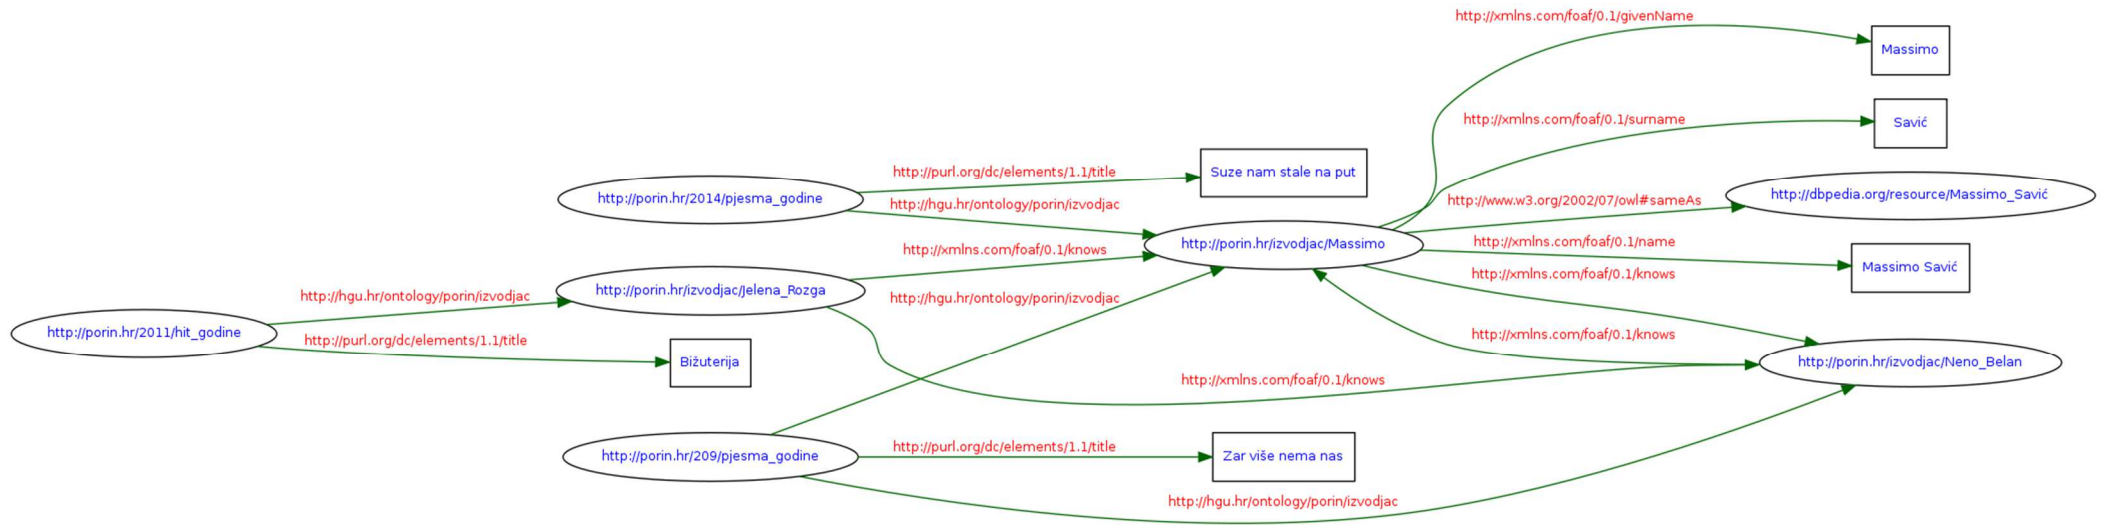 http://xmlns.com/foaf/0.1/givenName
Massimo
http://xmlns.com/foaf/0.1/surname
Savić
http://purl.org/dc/elements/1.1/title
Suze nam stale na put
http://porin.hr/2014/pjesma_godine
http://hgu.hr/ontology/porin/izvodjac
http://www.w3.org/2002/07/owl#sameAs
http://dbpedia.org/resource/Massimo_Savić
http://xmlns.com/foaf/0.1/knows
http://porin.hr/izvodjac/Massimo
http://xmlns.com/foaf/0.1/name
Massimo Savić
http://xmlns.com/foaf/0.1/knows
http://hgu.hr/ontology/porin/izvodjac
http://porin.hr/izvodjac/Jelena_Rozga
http://hgu.hr/ontology/porin/izvodjac
http://porin.hr/2011/hit_godine
http://purl.org/dc/elements/1.1/title
Bižuterija
http://xmlns.com/foaf/0.1/knows
http://porin.hr/izvodjac/Neno_Belan
http://xmlns.com/foaf/0.1/knows
http://porin.hr/209/pjesma_godine
http://purl.org/dc/elements/1.1/title
Zar više nema nas
http://hgu.hr/ontology/porin/izvodjac